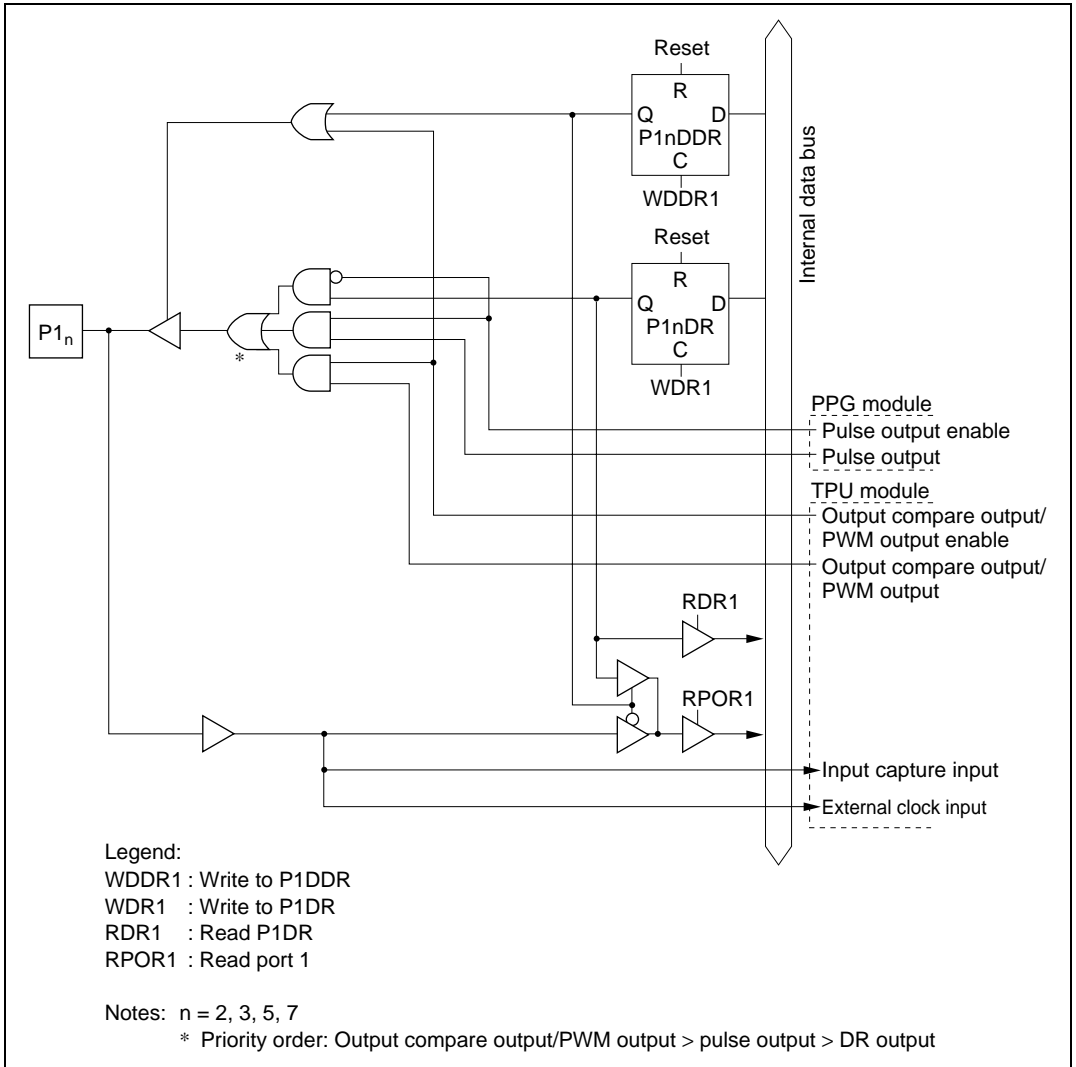 Reset
R
Q D
P1nDDR
C
WDDR1
Reset
R
Q D
P1nDR
C
WDR1
Internal data bus
P1n
*
PPG module
Pulse output enable
Pulse output
TPU module
Output compare output/
PWM output enable
Output compare output/
PWM output
RDR1
RPOR1
Input capture input
External clock input
Legend:
WDDR1 : Write to P1DDR
WDR1 : Write to P1DR
RDR1 : Read P1DR
RPOR1 : Read port 1
Notes: n = 2, 3, 5, 7
* Priority order: Output compare output/PWM output > pulse output > DR output